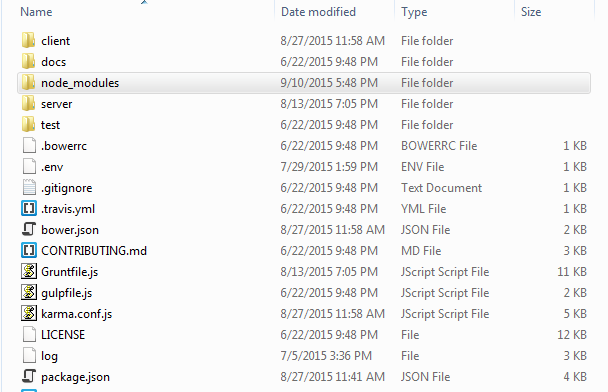 Name Date modified Type Size
client 8/27/2015 11:58 AM File folder
docs 6/22/2015 9:48 PM File folder
node_modules 9/10/2015 5:48 PM File folder
server 8/13/2015 7:05 PM File folder
test 6/22/2015 9:48 PM File folder
.bowerrc 6/22/2015 9:48 PM BOWERRC File 1 KB
.env 7/29/2015 1:59 PM ENV File 1 KB
.gitignore 6/22/2015 9:48 PM Text Document 1 KB
.travis.yml 6/22/2015 9:48 PM YML File 1 KB
bower.json 8/27/2015 11:58 AM JSON File 2 KB
CONTRIBUTING.md 6/22/2015 9:48 PM MD File 3 KB
Gruntfile.js 8/13/2015 7:05 PM JScript Script File 11 KB
gulpfile.js 6/22/2015 9:48 PM JScript Script File 2 KB
karma.conf.js 8/27/2015 11:58 AM JScript Script File 5 KB
LICENSE 6/22/2015 9:48 PM File 12 KB
log 7/5/2015 3:36 PM File 3 KB
package.json 8/27/2015 11:41 AM JSON File 4 KB